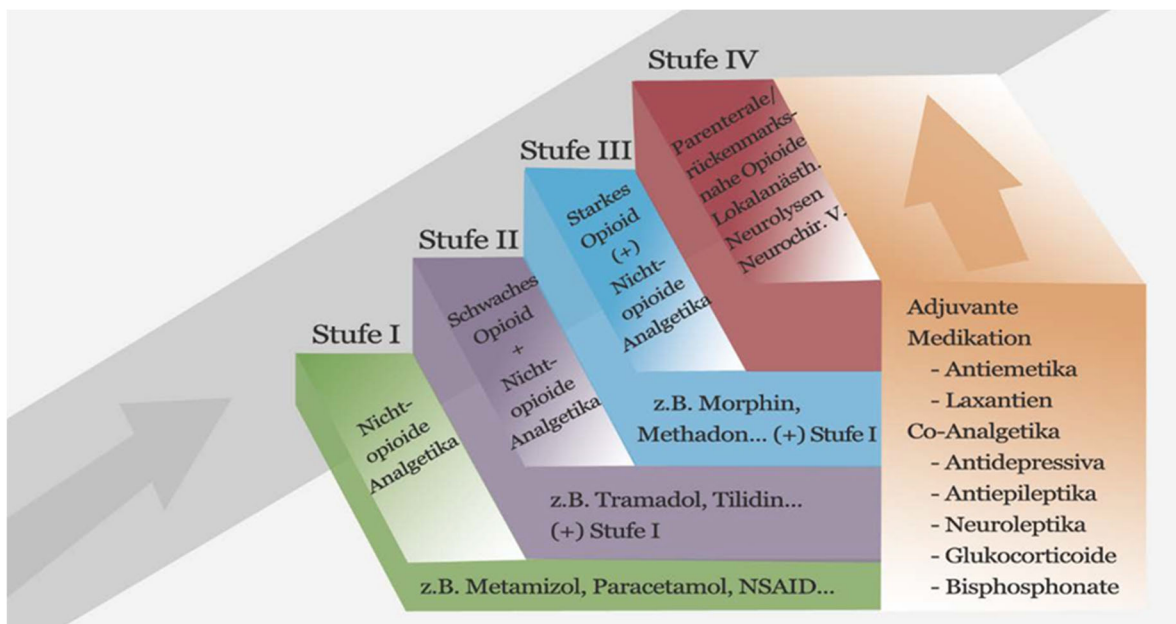 Stufe I
Nicht-
opioide
Analgetika
z.B. Metamizol, Paracetamol, NSAID...
Stufe II
Schwaches
Opioid
+
Nicht-
opioide
Analgetika
z.B. Tramadol, Tilidin...
(+) Stufe I
Stufe III
Starkes
Opioid
(+)
Nicht-
opioide
Analgetika
z.B. Morphin,
Methadon... (+) Stufe I
Stufe IV
Parenterale/
rückenmarks-
nahe Opioide
Lokalanästh.
Neurolysen
Neurochir. V.
Adjuvante
Medikation
- Antiemetika
- Laxantien
Co-Analgetika
- Antidepressiva
- Antiepileptika
- Neuroleptika
- Glukocorticoide
- Bisphosphonate